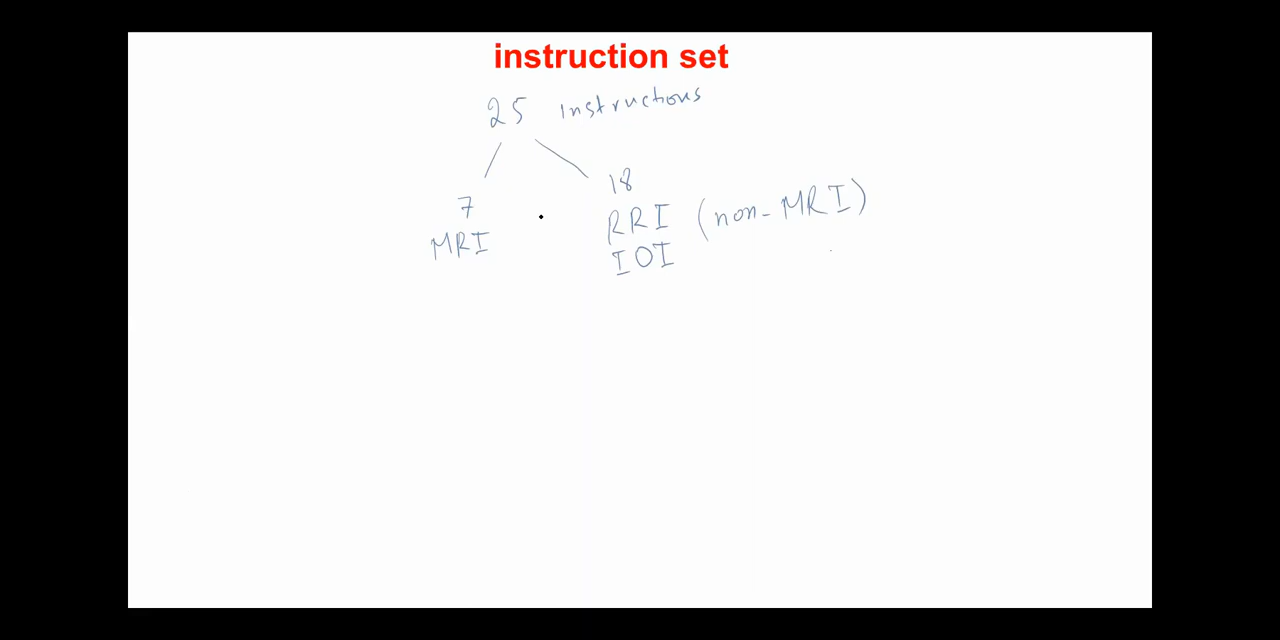 instruction set
25 instructions
7
18
MRI
RRI (non-MRI)
IOI